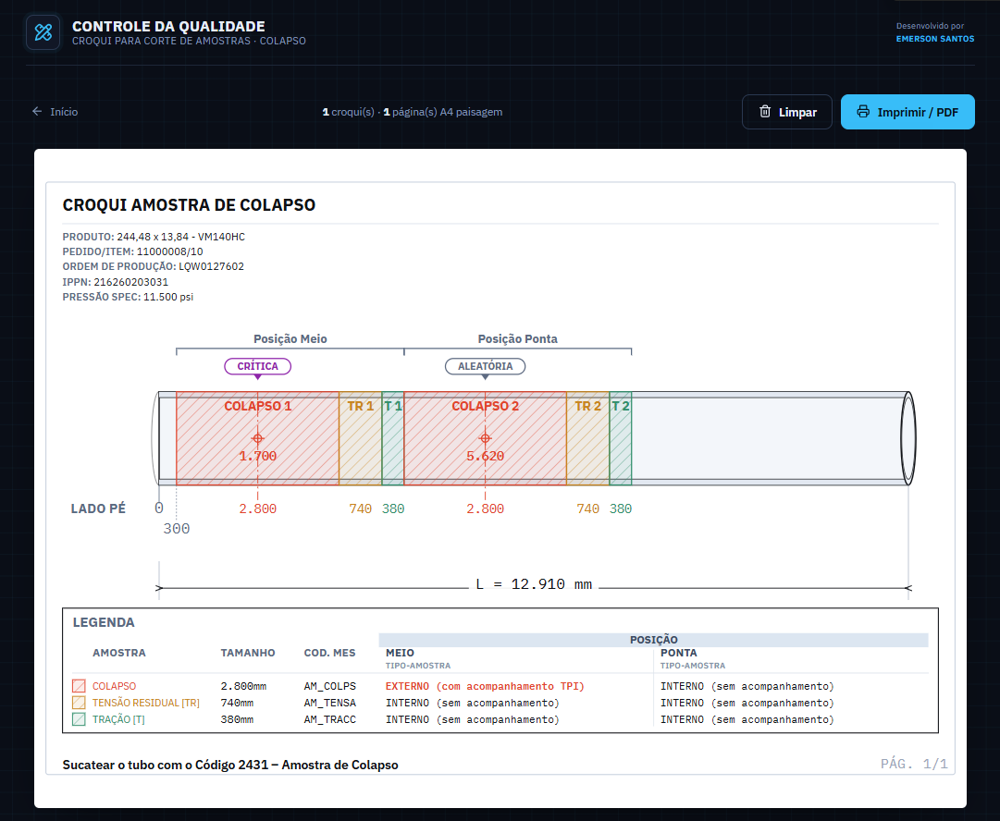 CONTROLE DA QUALIDADE
CROQUI PARA CORTE DE AMOSTRAS · COLAPSO
Desenvolvido por
EMERSON SANTOS
Início
1 croqui(s) · 1 página(s) A4 paisagem
Limpar
Imprimir / PDF
CROQUI AMOSTRA DE COLAPSO
PRODUTO: 244,48 x 13,84 - VM140HC
PEDIDO/ITEM: 11000008/10
ORDEM DE PRODUÇÃO: LQW0127602
IPPN: 216260203031
PRESSÃO SPEC: 11.500 psi
Posição Meio Posição Ponta
CRÍTICA ALEATÓRIA
COLAPSO 1 TR 1 T 1 COLAPSO 2 TR 2 T 2
1.700 5.620
LADO PÉ 0 2.800 740 380 2.800 740 380
300
L = 12.910 mm
LEGENDA
POSIÇÃO
AMOSTRA TAMANHO COD. MES MEIO PONTA
TIPO-AMOSTRA TIPO-AMOSTRA
COLAPSO 2.800mm AM_COLPS EXTERNO (com acompanhamento TPI) INTERNO (sem acompanhamento)
TENSÃO RESIDUAL [TR] 740mm AM_TENSA INTERNO (sem acompanhamento) INTERNO (sem acompanhamento)
TRAÇÃO [T] 380mm AM_TRACC INTERNO (sem acompanhamento) INTERNO (sem acompanhamento)
Sucatear o tubo com o Código 2431 – Amostra de Colapso
PÁG. 1/1